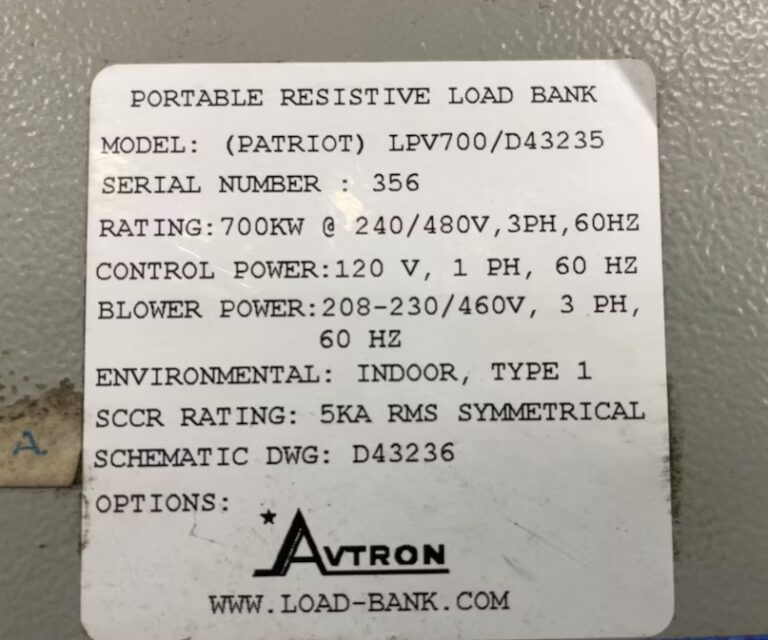 PORTABLE RESISTIVE LOAD BANK
MODEL: (PATRIOT) LPV700/D43235
SERIAL NUMBER : 356
RATING:700KW @ 240/480V,3PH,60HZ
CONTROL POWER:120 V, 1 PH, 60 HZ
BLOWER POWER:208-230/460V, 3 PH,
60 HZ
ENVIRONMENTAL: INDOOR, TYPE 1
SCCR RATING: 5KA RMS SYMMETRICAL
A
SCHEMATIC DWG: D43236
OPTIONS:
AVTRON
WWW.LOAD-BANK.COM